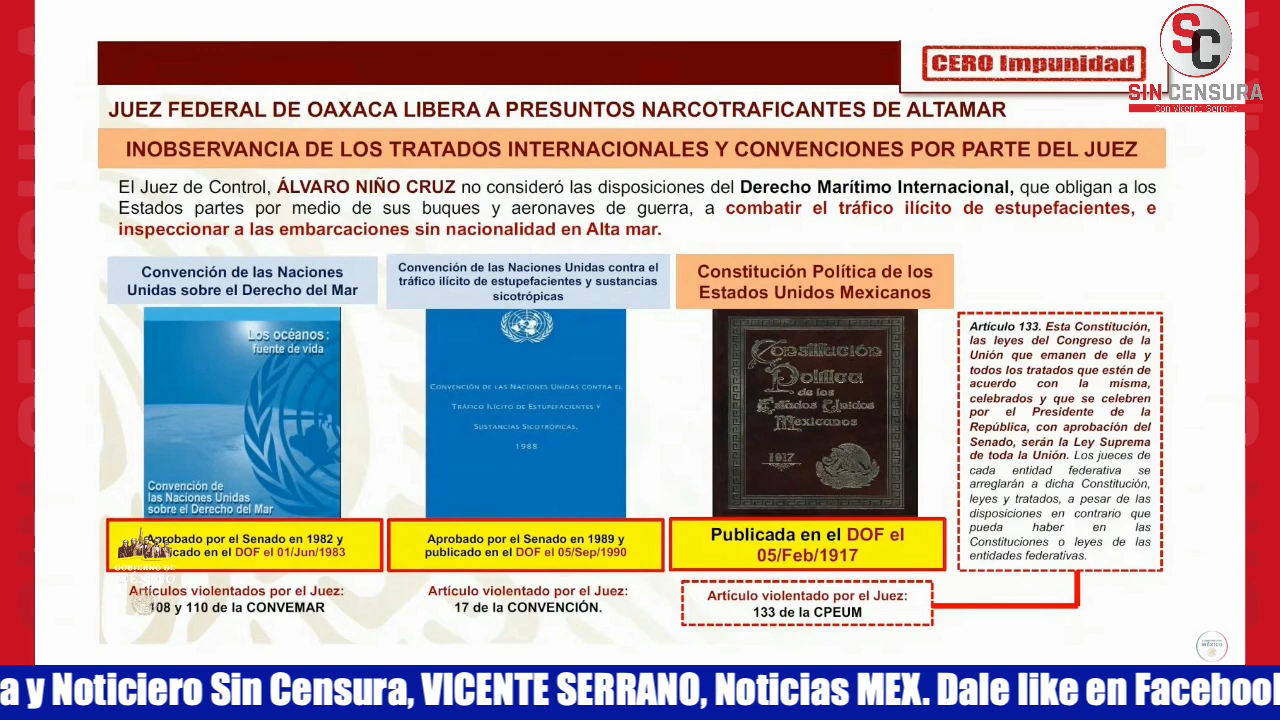 CERO Impunidad
SC
SIN CENSURA
Con Vicente Serrano
JUEZ FEDERAL DE OAXACA LIBERA A PRESUNTOS NARCOTRAFICANTES DE ALTAMAR
INOBSERVANCIA DE LOS TRATADOS INTERNACIONALES Y CONVENCIONES POR PARTE DEL JUEZ
El Juez de Control, ÁLVARO NIÑO CRUZ no consideró las disposiciones del Derecho Marítimo Internacional, que obligan a los
Estados partes por medio de sus buques y aeronaves de guerra, a combatir el tráfico ilícito de estupefacientes, e
inspeccionar a las embarcaciones sin nacionalidad en Alta mar.
Convención de las Naciones
Unidas sobre el Derecho del Mar
Los océanos:
fuente de vida
Convención de
las Naciones Unidas
sobre el Derecho del Mar
Aprobado por el Senado en 1982 y
icado en el DOF el 01/Jun/1983
GOBIERNO DE
MÉXICO
Artículos violentados por el Juez:
108 y 110 de la CONVEMAR
Convención de las Naciones Unidas contra el
tráfico ilícito de estupefacientes y sustancias
sicotrópicas
CONVENCIÓN DE LAS NACIONES UNIDAS CONTRA EL
TRÁFICO ILÍCITO DE ESTUPEFACIENTES Y
SUSTANCIAS SICOTRÓPICAS,
1988
Aprobado por el Senado en 1989 y
publicado en el DOF el 05/Sep/1990
Artículo violentado por el Juez:
17 de la CONVENCIÓN.
Constitución Política de los
Estados Unidos Mexicanos
Constitución
Política
de los
Estados Unidos
Mexicanos
1917
Publicada en el DOF el
05/Feb/1917
Artículo violentado por el Juez:
133 de la CPEUM
Artículo 133. Esta Constitución,
las leyes del Congreso de la
Unión que emanen de ella y
todos los tratados que estén de
acuerdo con la misma,
celebrados y que se celebren
por el Presidente de la
República, con aprobación del
Senado, serán la Ley Suprema
de toda la Unión. Los jueces de
cada entidad federativa se
arreglarán a dicha Constitución,
leyes y tratados, a pesar de las
disposiciones en contrario que
pueda haber en las
Constituciones o leyes de las
entidades federativas.
MÉXICO
a y Noticiero Sin Censura, VICENTE SERRANO, Noticias MEX. Dale like en Facebook